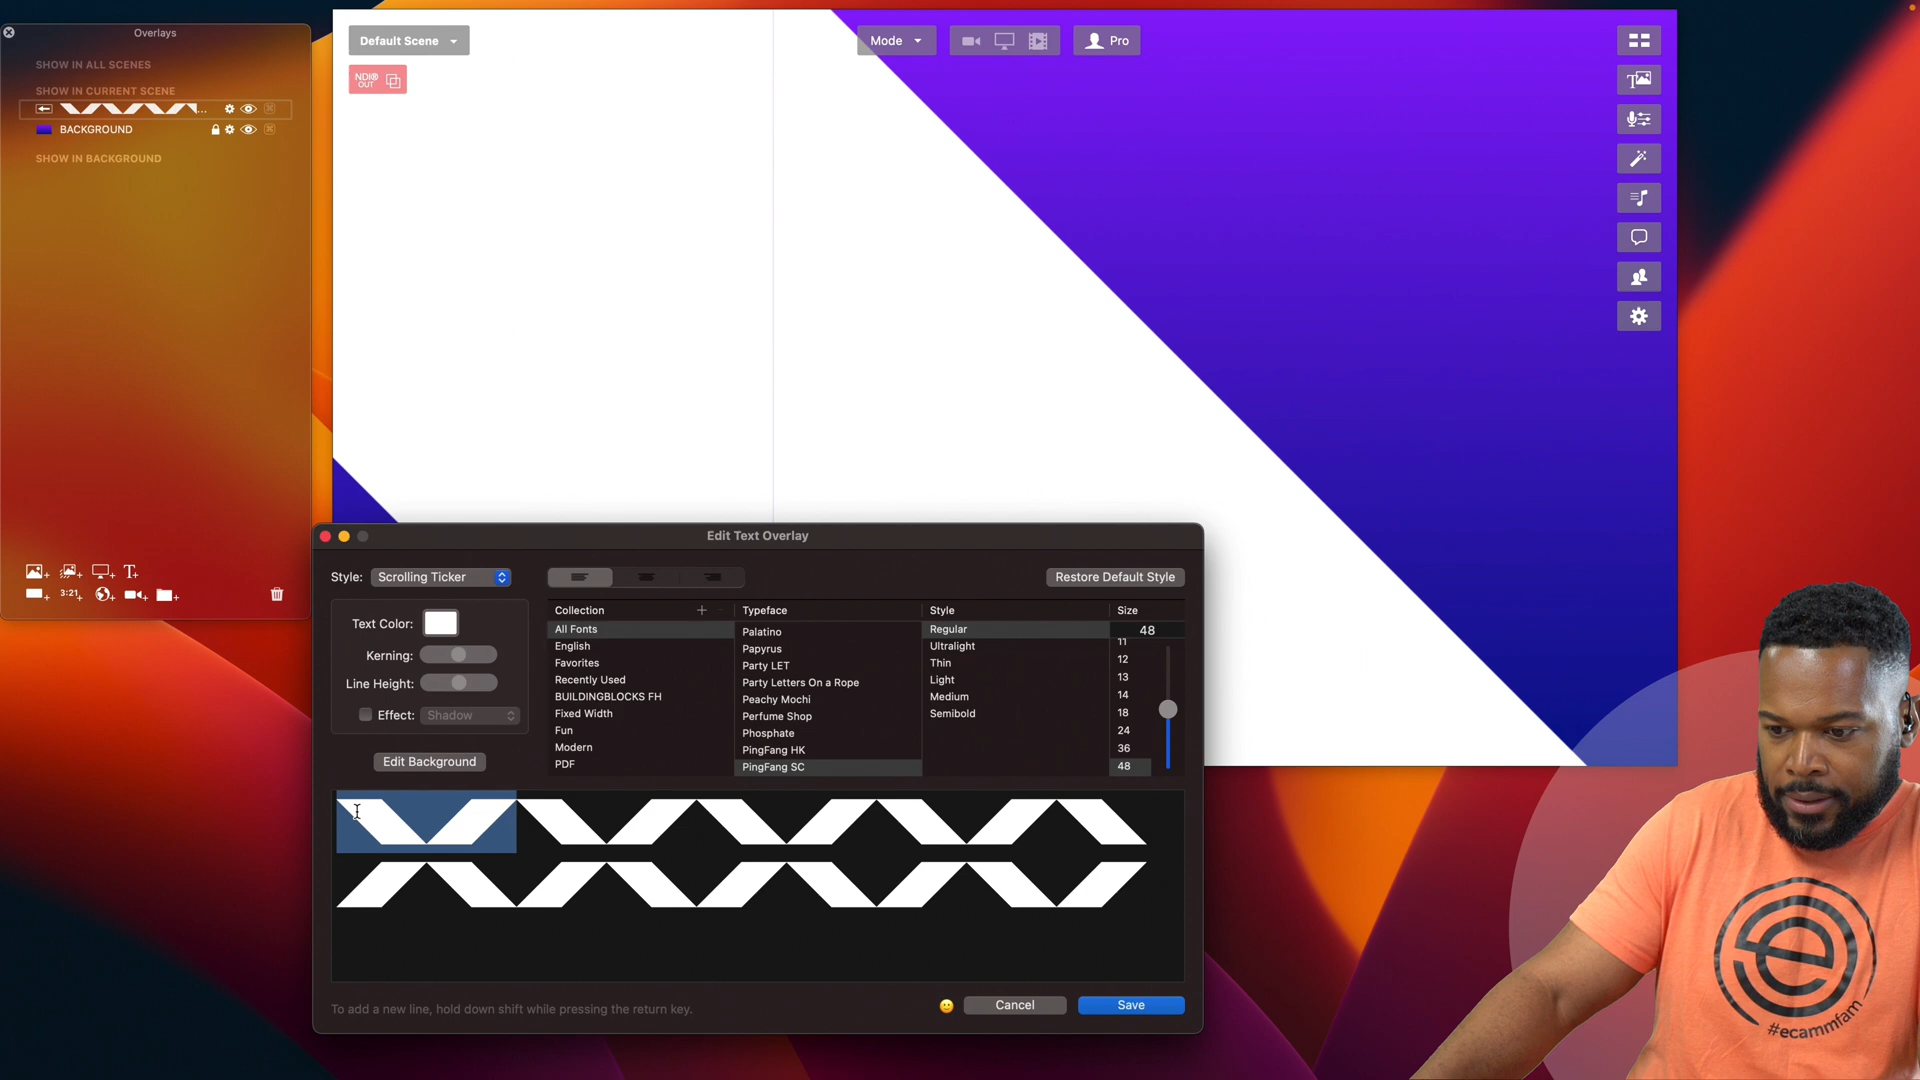 Overlays
SHOW IN ALL SCENES
SHOW IN CURRENT SCENE
...
BACKGROUND
SHOW IN BACKGROUND
T+
3:21+
Default Scene
NDI® OUT
Mode
Pro
T
Edit Text Overlay
Style: Scrolling Ticker
Restore Default Style
Text Color:
Kerning:
Line Height:
Effect: Shadow
Edit Background
Collection +
All Fonts
English
Favorites
Recently Used
BUILDINGBLOCKS FH
Fixed Width
Fun
Modern
PDF
Typeface
Palatino
Papyrus
Party LET
Party Letters On a Rope
Peachy Mochi
Perfume Shop
Phosphate
PingFang HK
PingFang SC
Style
Regular
Ultralight
Thin
Light
Medium
Semibold
Size
48
11
12
13
14
18
24
36
48
To add a new line, hold down shift while pressing the return key.
Cancel
Save
e
#ecammfam